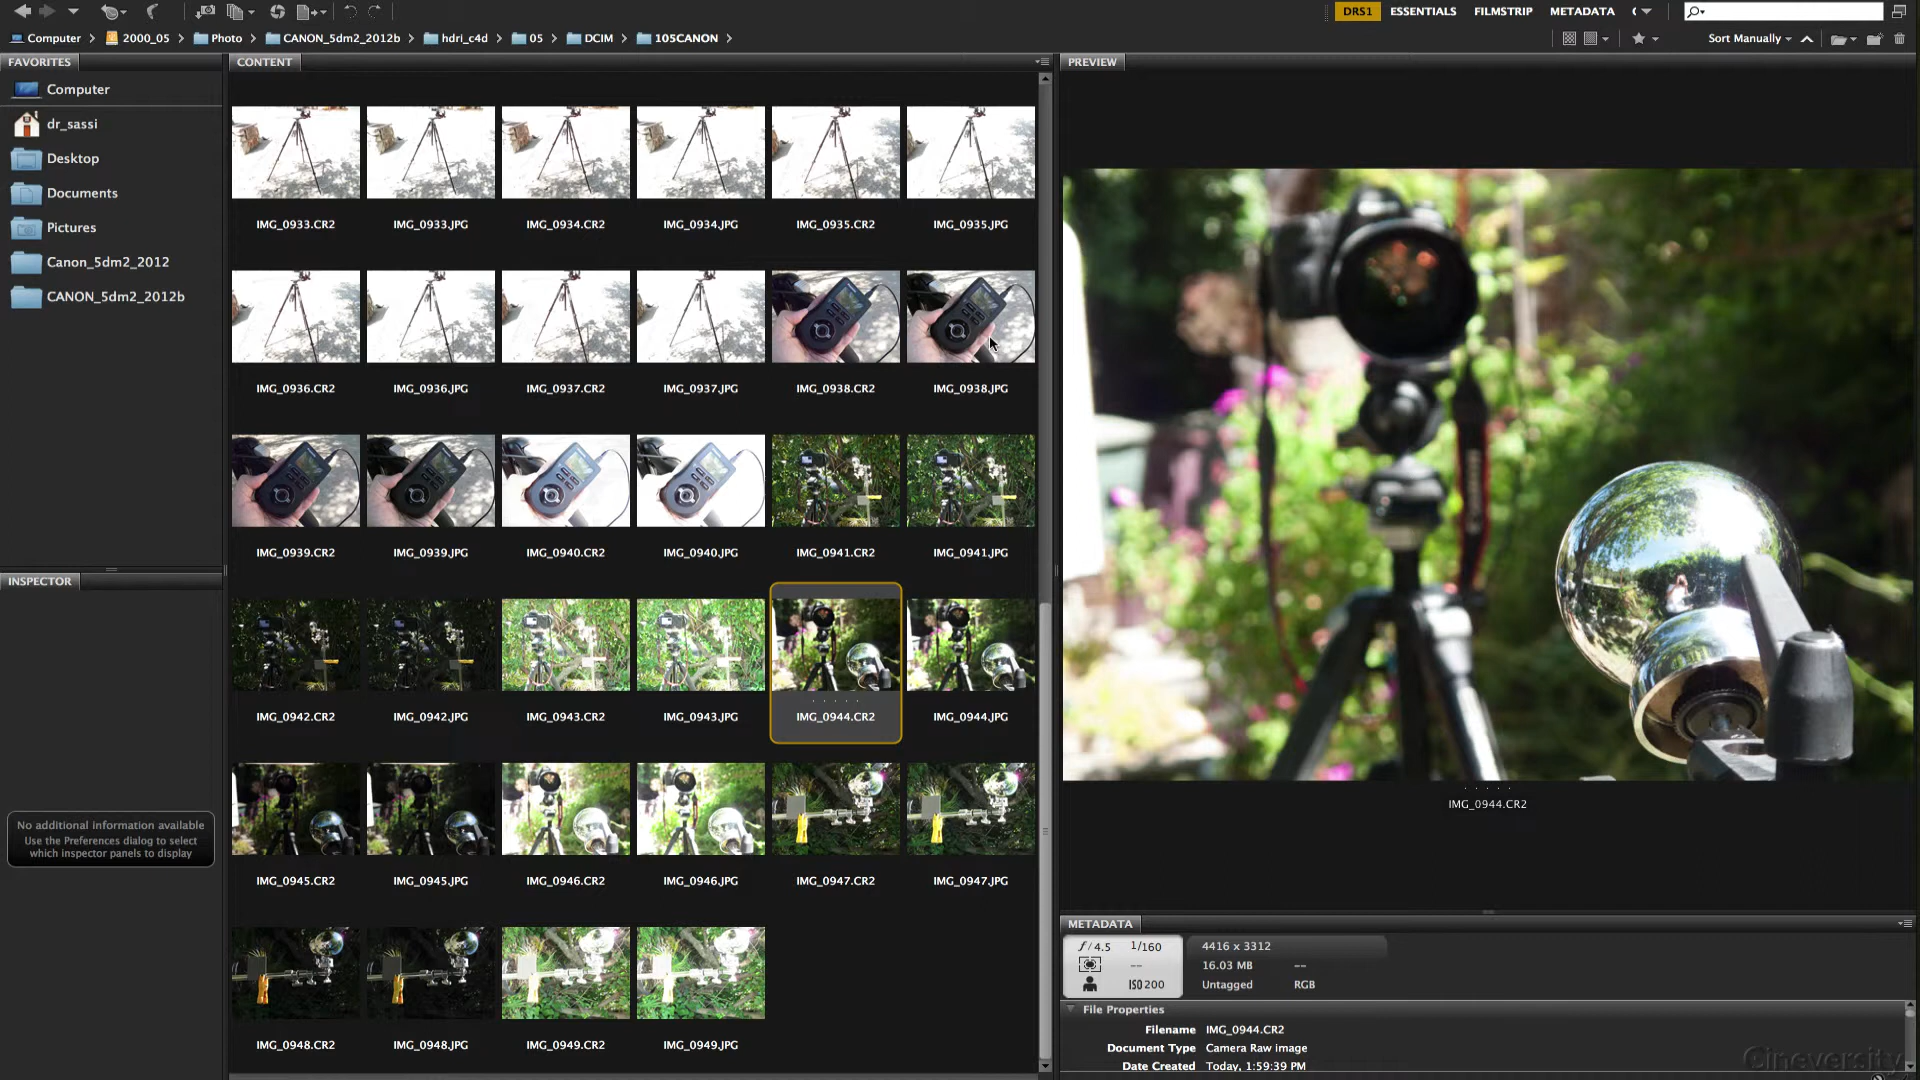 DRS1 ESSENTIALS FILMSTRIP METADATA
Computer 2000_05 Photo CANON_5dm2_2012b hdri_c4d 05 DCIM 105CANON
Sort Manually
FAVORITES
Computer
dr_sassi
Desktop
Documents
Pictures
Canon_5dm2_2012
CANON_5dm2_2012b
INSPECTOR
No additional information available
Use the Preferences dialog to select
which inspector panels to display
CONTENT
IMG_0933.CR2 IMG_0933.JPG IMG_0934.CR2 IMG_0934.JPG IMG_0935.CR2 IMG_0935.JPG
IMG_0936.CR2 IMG_0936.JPG IMG_0937.CR2 IMG_0937.JPG IMG_0938.CR2 IMG_0938.JPG
IMG_0939.CR2 IMG_0939.JPG IMG_0940.CR2 IMG_0940.JPG IMG_0941.CR2 IMG_0941.JPG
IMG_0942.CR2 IMG_0942.JPG IMG_0943.CR2 IMG_0943.JPG IMG_0944.CR2 IMG_0944.JPG
IMG_0945.CR2 IMG_0945.JPG IMG_0946.CR2 IMG_0946.JPG IMG_0947.CR2 IMG_0947.JPG
IMG_0948.CR2 IMG_0948.JPG IMG_0949.CR2 IMG_0949.JPG
PREVIEW
IMG_0944.CR2
METADATA
f/4.5 1/160
--
ISO200
4416 x 3312
16.03 MB --
Untagged RGB
File Properties
Filename IMG_0944.CR2
Document Type Camera Raw image
Date Created Today, 1:59:39 PM
Cineversity